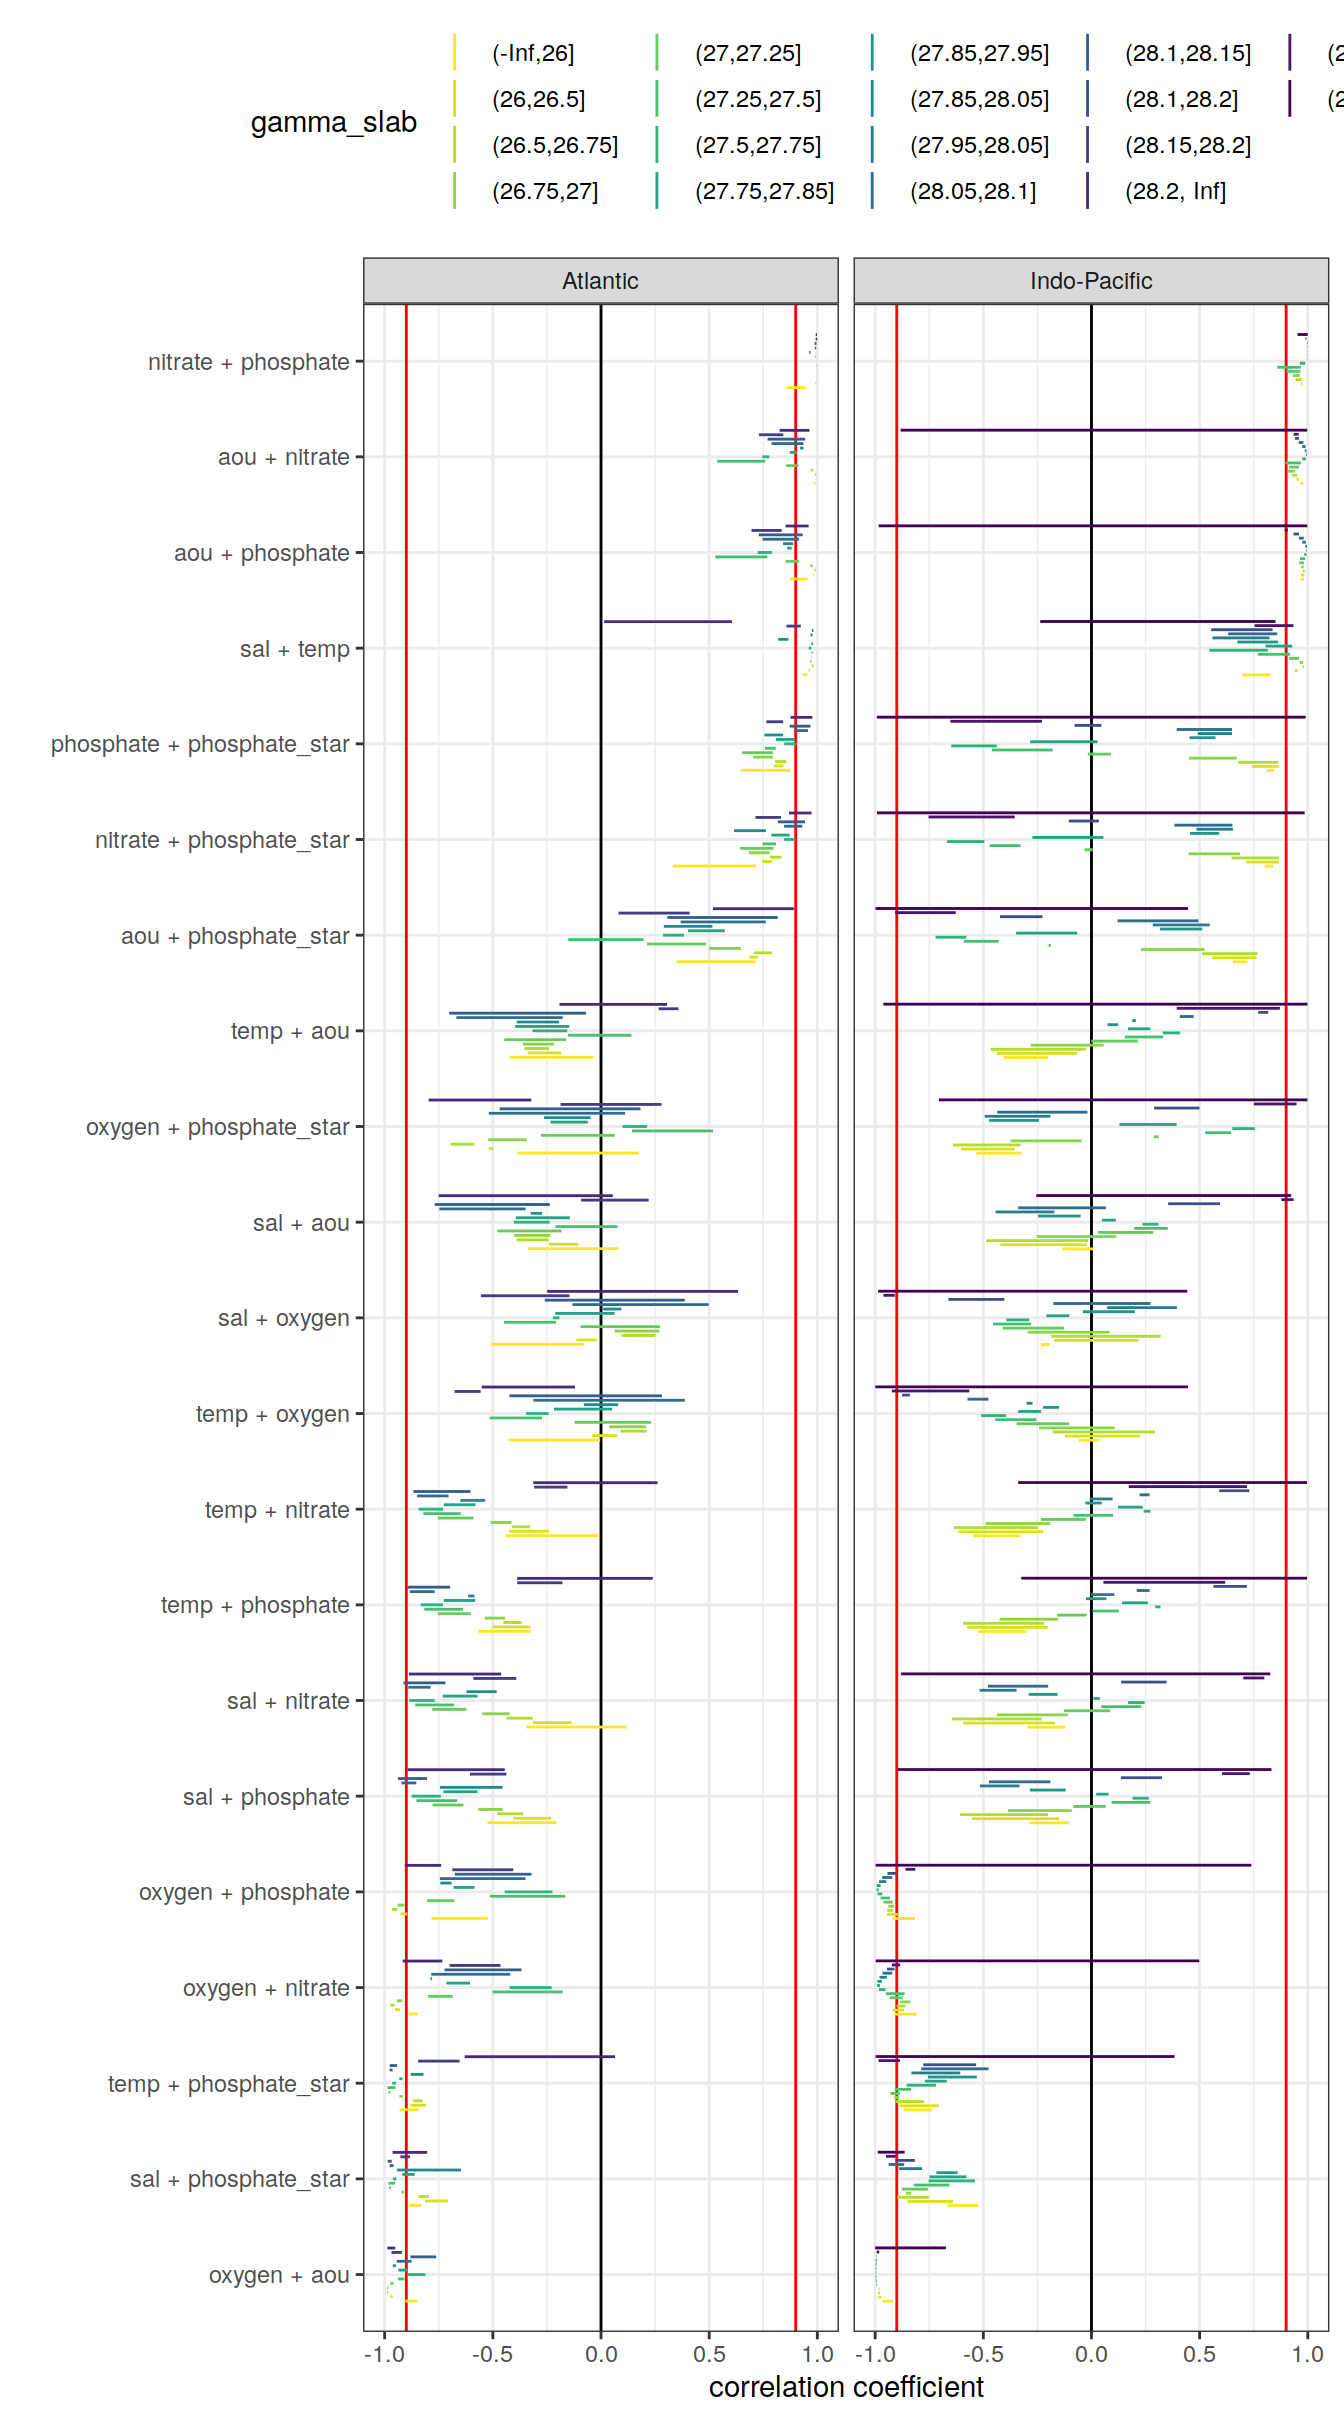 gamma_slab
(-Inf,26] (27,27.25] (27.85,27.95] (28.1,28.15] (2
(26,26.5] (27.25,27.5] (27.85,28.05] (28.1,28.2] (2
(26.5,26.75] (27.5,27.75] (27.95,28.05] (28.15,28.2]
(26.75,27] (27.75,27.85] (28.05,28.1] (28.2, Inf]
Atlantic Indo-Pacific
nitrate + phosphate
aou + nitrate
aou + phosphate
sal + temp
phosphate + phosphate_star
nitrate + phosphate_star
aou + phosphate_star
temp + aou
oxygen + phosphate_star
sal + aou
sal + oxygen
temp + oxygen
temp + nitrate
temp + phosphate
sal + nitrate
sal + phosphate
oxygen + phosphate
oxygen + nitrate
temp + phosphate_star
sal + phosphate_star
oxygen + aou
-1.0 -0.5 0.0 0.5 1.0 -1.0 -0.5 0.0 0.5 1.0
correlation coefficient